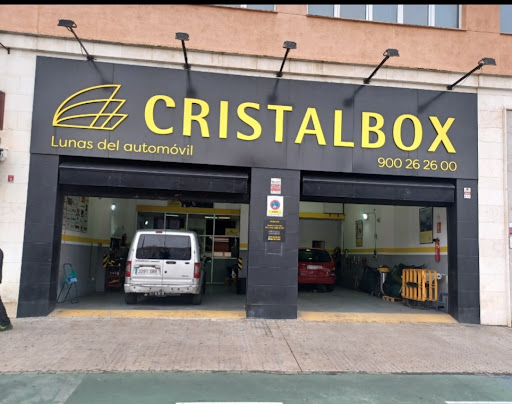 CRISTALBOX
Lunas del automóvil
900 26 26 00